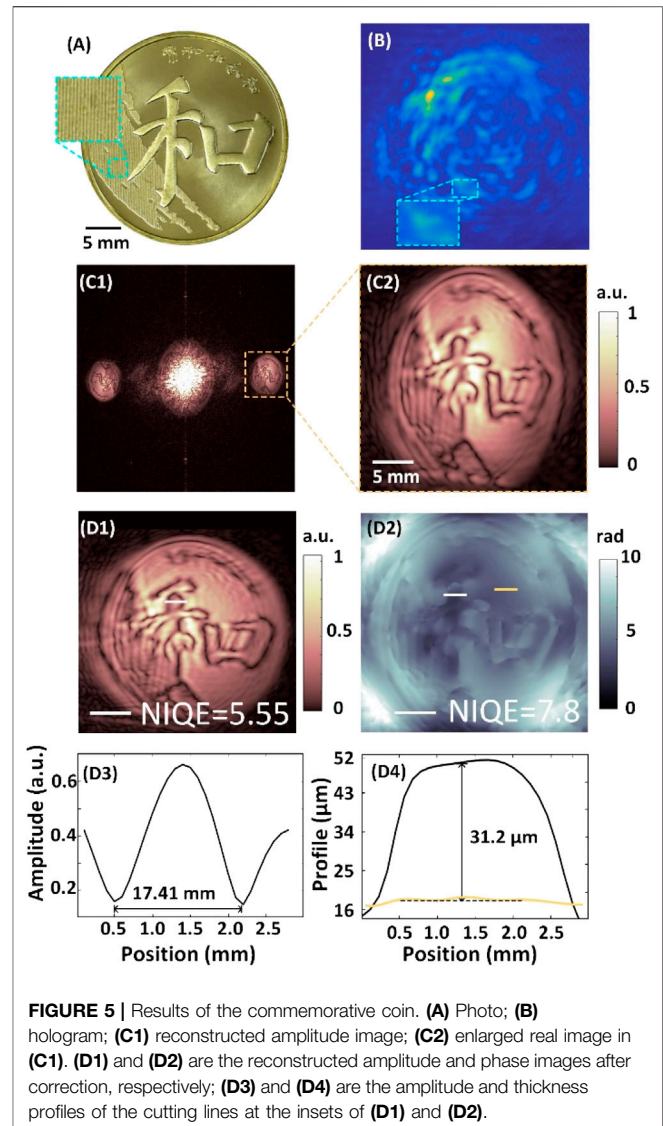 (A)
和
5 mm
(B)
(C1)
(C2)
a.u.
1
0.5
0
5 mm
(D1)
a.u.
1
0.5
0
NIQE=5.55
(D2)
rad
10
5
0
NIQE=7.8
(D3)
Amplitude (a.u.)
0.6
0.4
0.2
17.41 mm
0.5 1.0 1.5 2.0 2.5
Position (mm)
(D4)
Profile (μm)
52
43
34
25
16
31.2 μm
0.5 1.0 1.5 2.0 2.5
Position (mm)
FIGURE 5 | Results of the commemorative coin. (A) Photo; (B)
hologram; (C1) reconstructed amplitude image; (C2) enlarged real image in
(C1). (D1) and (D2) are the reconstructed amplitude and phase images after
correction, respectively; (D3) and (D4) are the amplitude and thickness
profiles of the cutting lines at the insets of (D1) and (D2).